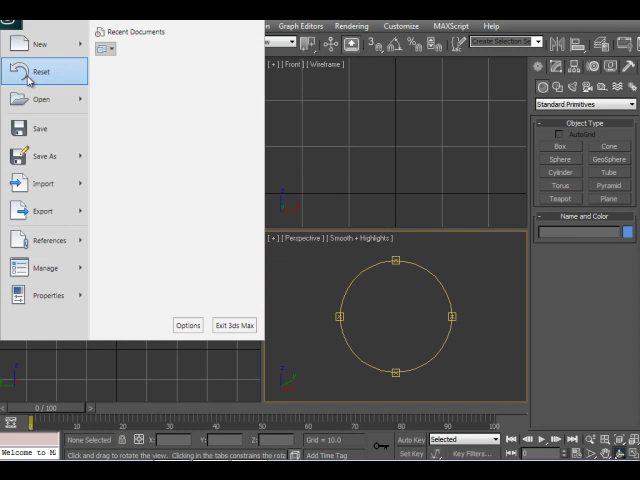 Graph Editors Rendering Customize MAXScript Help
Recent Documents
New
Reset
Open
Save
Save As
Import
Export
References
Manage
Properties
Options Exit 3ds Max
Create Selection Se
[ + ] [ Front ] [ Wireframe ]
[ + ] [ Perspective ] [ Smooth + Highlights ]
Standard Primitives
Object Type
AutoGrid
Box Cone
Sphere GeoSphere
Cylinder Tube
Torus Pyramid
Teapot Plane
Name and Color
0 / 100
10 20 30 40 50 60 70 80 90 100
None Selected X: Y: Z: Grid = 10.0
Auto Key Selected
Welcome to M
Click and drag to rotate the view. Clicking in the tabs constrains the rota
Add Time Tag
Set Key Key Filters... 0